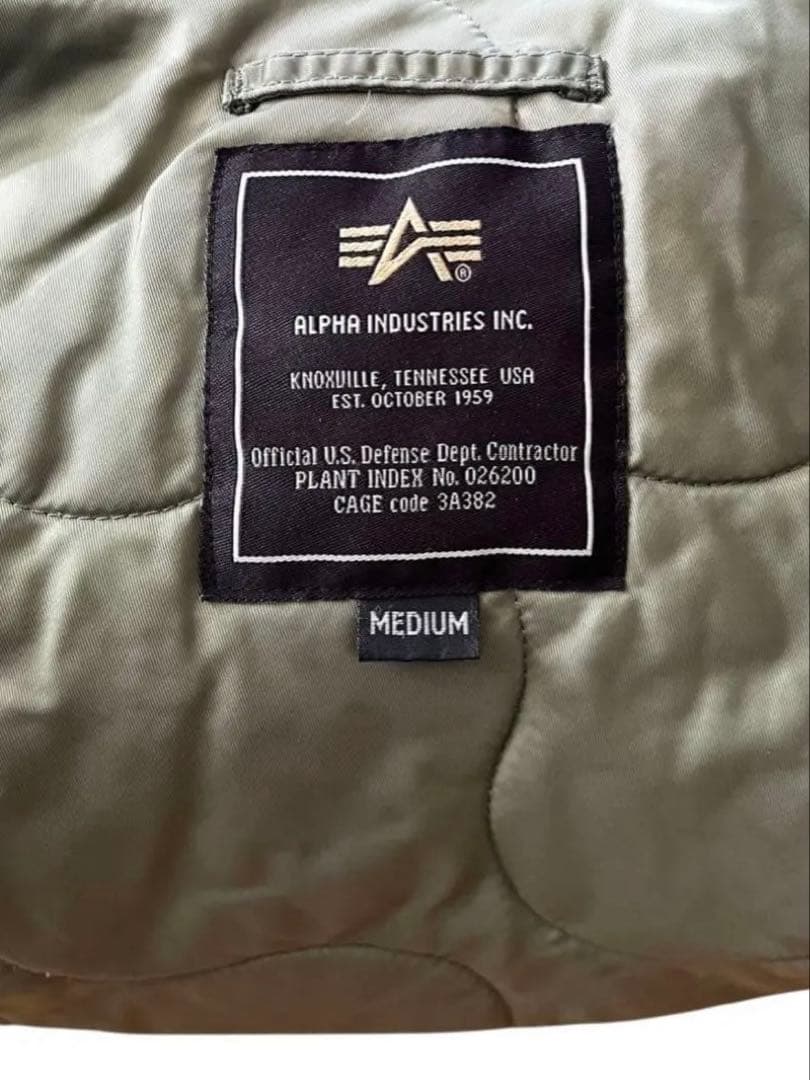 ®
ALPHA INDUSTRIES INC.
KNOXVILLE, TENNESSEE USA
EST. OCTOBER 1959
Official U.S. Defense Dept. Contractor
PLANT INDEX No. 026200
CAGE code 3A382
MEDIUM